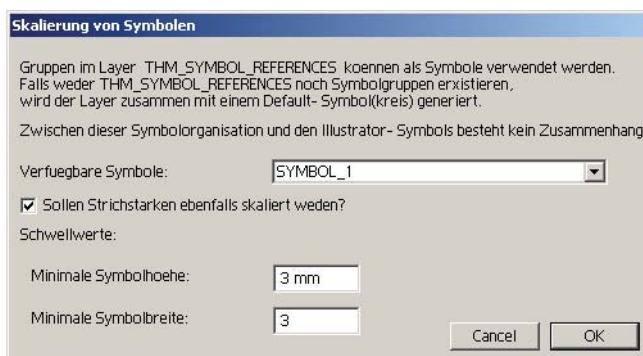 Skalierung von Symbolen
Gruppen im Layer THM_SYMBOL_REFERENCES koennen als Symbole verwendet werden.
Falls weder THM_SYMBOL_REFERENCES noch Symbolgruppen erxistieren,
wird der Layer zusammen mit einem Default- Symbol(kreis) generiert.
Zwischen dieser Symbolorganisation und den Illustrator- Symbols besteht kein Zusammenhang
Verfuegbare Symbole: SYMBOL_1
Sollen Strichstarken ebenfalls skaliert weden?
Schwellwerte:
Minimale Symbolhoehe: 3 mm
Minimale Symbolbreite: 3
Cancel OK